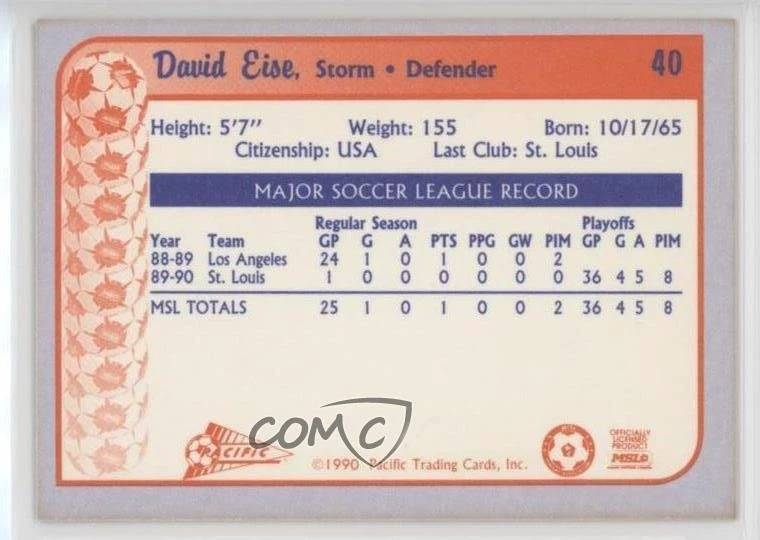 David Eise, Storm • Defender 40
Height: 5'7" Weight: 155 Born: 10/17/65
Citizenship: USA Last Club: St. Louis
MAJOR SOCCER LEAGUE RECORD
Regular Season Playoffs
Year Team GP G A PTS PPG GW PIM GP G A PIM
88-89 Los Angeles 24 1 0 1 0 0 2
89-90 St. Louis 1 0 0 0 0 0 0 36 4 5 8
MSL TOTALS 25 1 0 1 0 0 2 36 4 5 8
COMC
PACIFIC
©1990 Pacific Trading Cards, Inc.
OFFICIALLY
LICENSED
PRODUCT